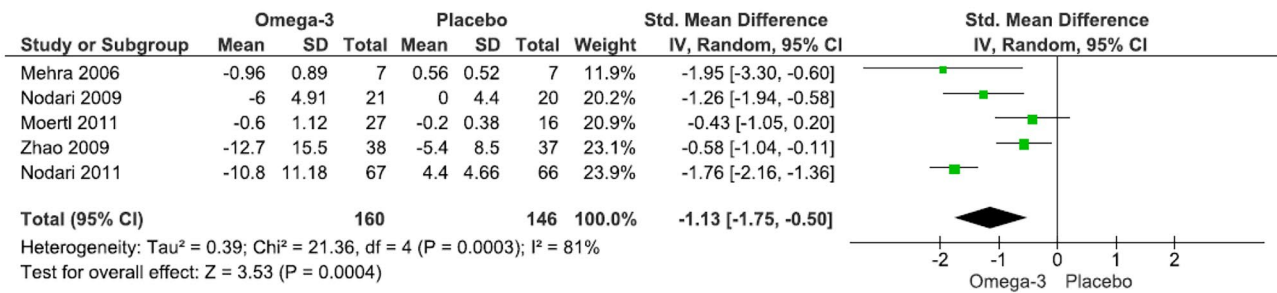 Omega-3 Placebo Std. Mean Difference Std. Mean Difference
Study or Subgroup Mean SD Total Mean SD Total Weight IV, Random, 95% CI IV, Random, 95% CI
Mehra 2006 -0.96 0.89 7 0.56 0.52 7 11.9% -1.95 [-3.30, -0.60]
Nodari 2009 -6 4.91 21 0 4.4 20 20.2% -1.26 [-1.94, -0.58]
Moertl 2011 -0.6 1.12 27 -0.2 0.38 16 20.9% -0.43 [-1.05, 0.20]
Zhao 2009 -12.7 15.5 38 -5.4 8.5 37 23.1% -0.58 [-1.04, -0.11]
Nodari 2011 -10.8 11.18 67 4.4 4.66 66 23.9% -1.76 [-2.16, -1.36]
Total (95% CI) 160 146 100.0% -1.13 [-1.75, -0.50]
Heterogeneity: Tau² = 0.39; Chi² = 21.36, df = 4 (P = 0.0003); I² = 81%
Test for overall effect: Z = 3.53 (P = 0.0004)
-2 -1 0 1 2
Omega-3 Placebo